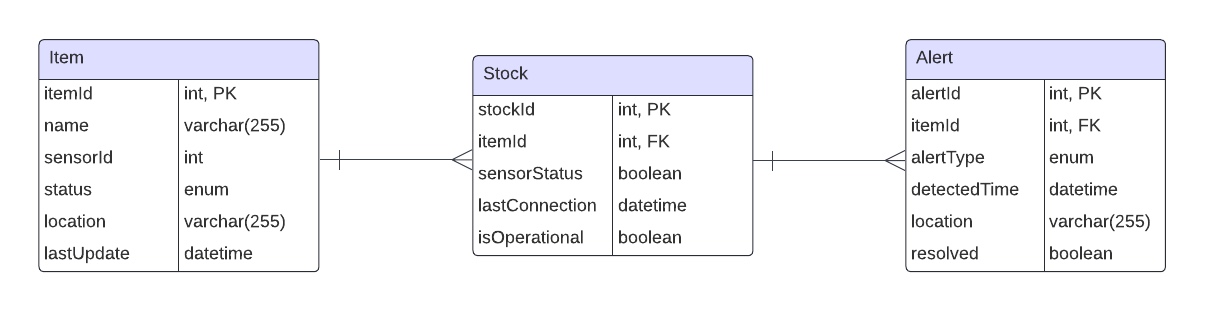 Item
itemId int, PK
name varchar(255)
sensorId int
status enum
location varchar(255)
lastUpdate datetime
Stock
stockId int, PK
itemId int, FK
sensorStatus boolean
lastConnection datetime
isOperational boolean
Alert
alertId int, PK
itemId int, FK
alertType enum
detectedTime datetime
location varchar(255)
resolved boolean